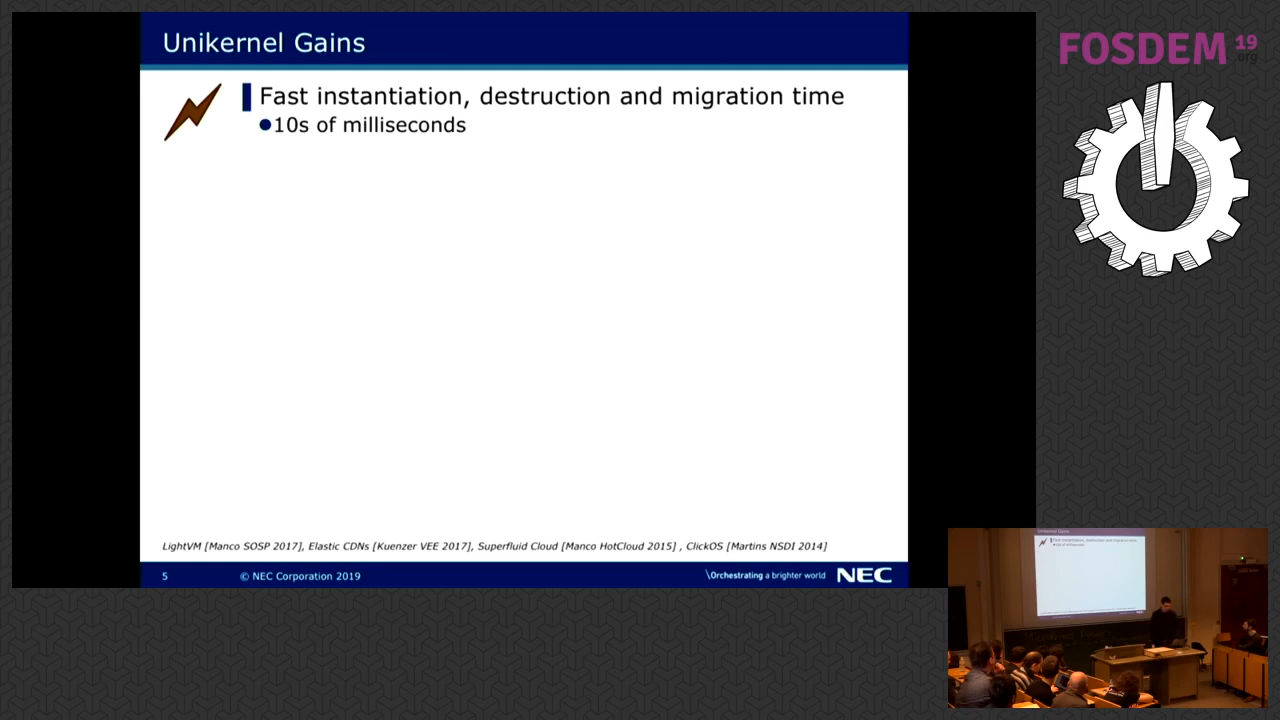 Unikernel Gains
Fast instantiation, destruction and migration time
●10s of milliseconds
LightVM [Manco SOSP 2017], Elastic CDNs [Kuenzer VEE 2017], Superfluid Cloud [Manco HotCloud 2015] , ClickOS [Martins NSDI 2014]
5 © NEC Corporation 2019 \Orchestrating a brighter world NEC
FOSDEM 19
.org